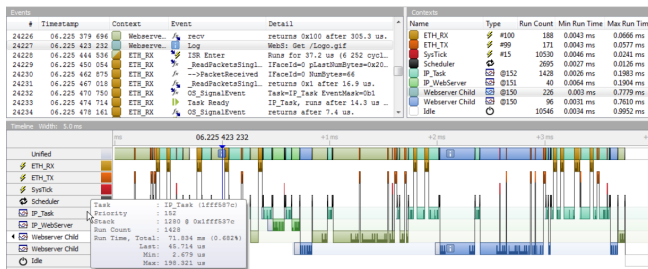 Events
# Timestamp Context Event Detail
24226 06.225 379 696 Webserve... recv returns 0x100 after 305.3 us.
24227 06.225 423 232 Webserve... Log WebS: Get /Logo.gif
24228 06.225 444 536 ETH_RX ISR Enter Runs for 37.2 us (6 252 cycl...
24229 06.225 450 054 ETH_RX _ReadPacketsSingl... IFaceId=0 pLastNumBytes=0x20...
24230 06.225 462 875 ETH_RX -->PacketReceived IFaceId=0 NumBytes=66
24231 06.225 467 018 ETH_RX _ReadPacketsSingl... returns 0x1 after 16.9 us.
24232 06.225 470 750 ETH_RX OS_SignalEvent Task=IP_Task EventMask=0b1
24233 06.225 474 714 ETH_RX Task Ready IP_Task, runs after 14.3 us ...
24234 06.225 478 161 ETH_RX OS_SignalEvent returns after 7.4 us.
Contexts
Name Type Run Count Min Run Time Max Run Tim
ETH_RX #100 188 0.0043 ms 0.0666 ms
ETH_TX #99 171 0.0043 ms 0.0577 ms
SysTick #15 10530 0.0046 ms 0.0241 ms
Scheduler 2695 0.0027 ms 0.0126 ms
IP_Task @152 1428 0.0026 ms 0.1983 ms
IP_WebServer @151 40 0.0064 ms 0.1904 ms
Webserver Child @150 226 0.003 ms 0.7779 ms
Webserver Child @150 96 0.0031 ms 0.7610 ms
Idle 10546 0.0034 ms 0.9952 ms
Timeline Width: 5.0 ms
ms 06.225 423 232 +1 ms +2 ms +3 ms
Unified
ETH_RX
ETH_TX
SysTick
Scheduler
IP_Task
IP_WebServer
Webserver Child
Webserver Child
Idle
Task : IP_Task (1fff587c)
Priority : 152
Stack : 1280 @ 0x1fff537c
Run Count : 1428
Run Time, Total: 71.834 ms (0.682%)
Last: 45.714 us
Min: 2.679 us
Max: 198.321 us